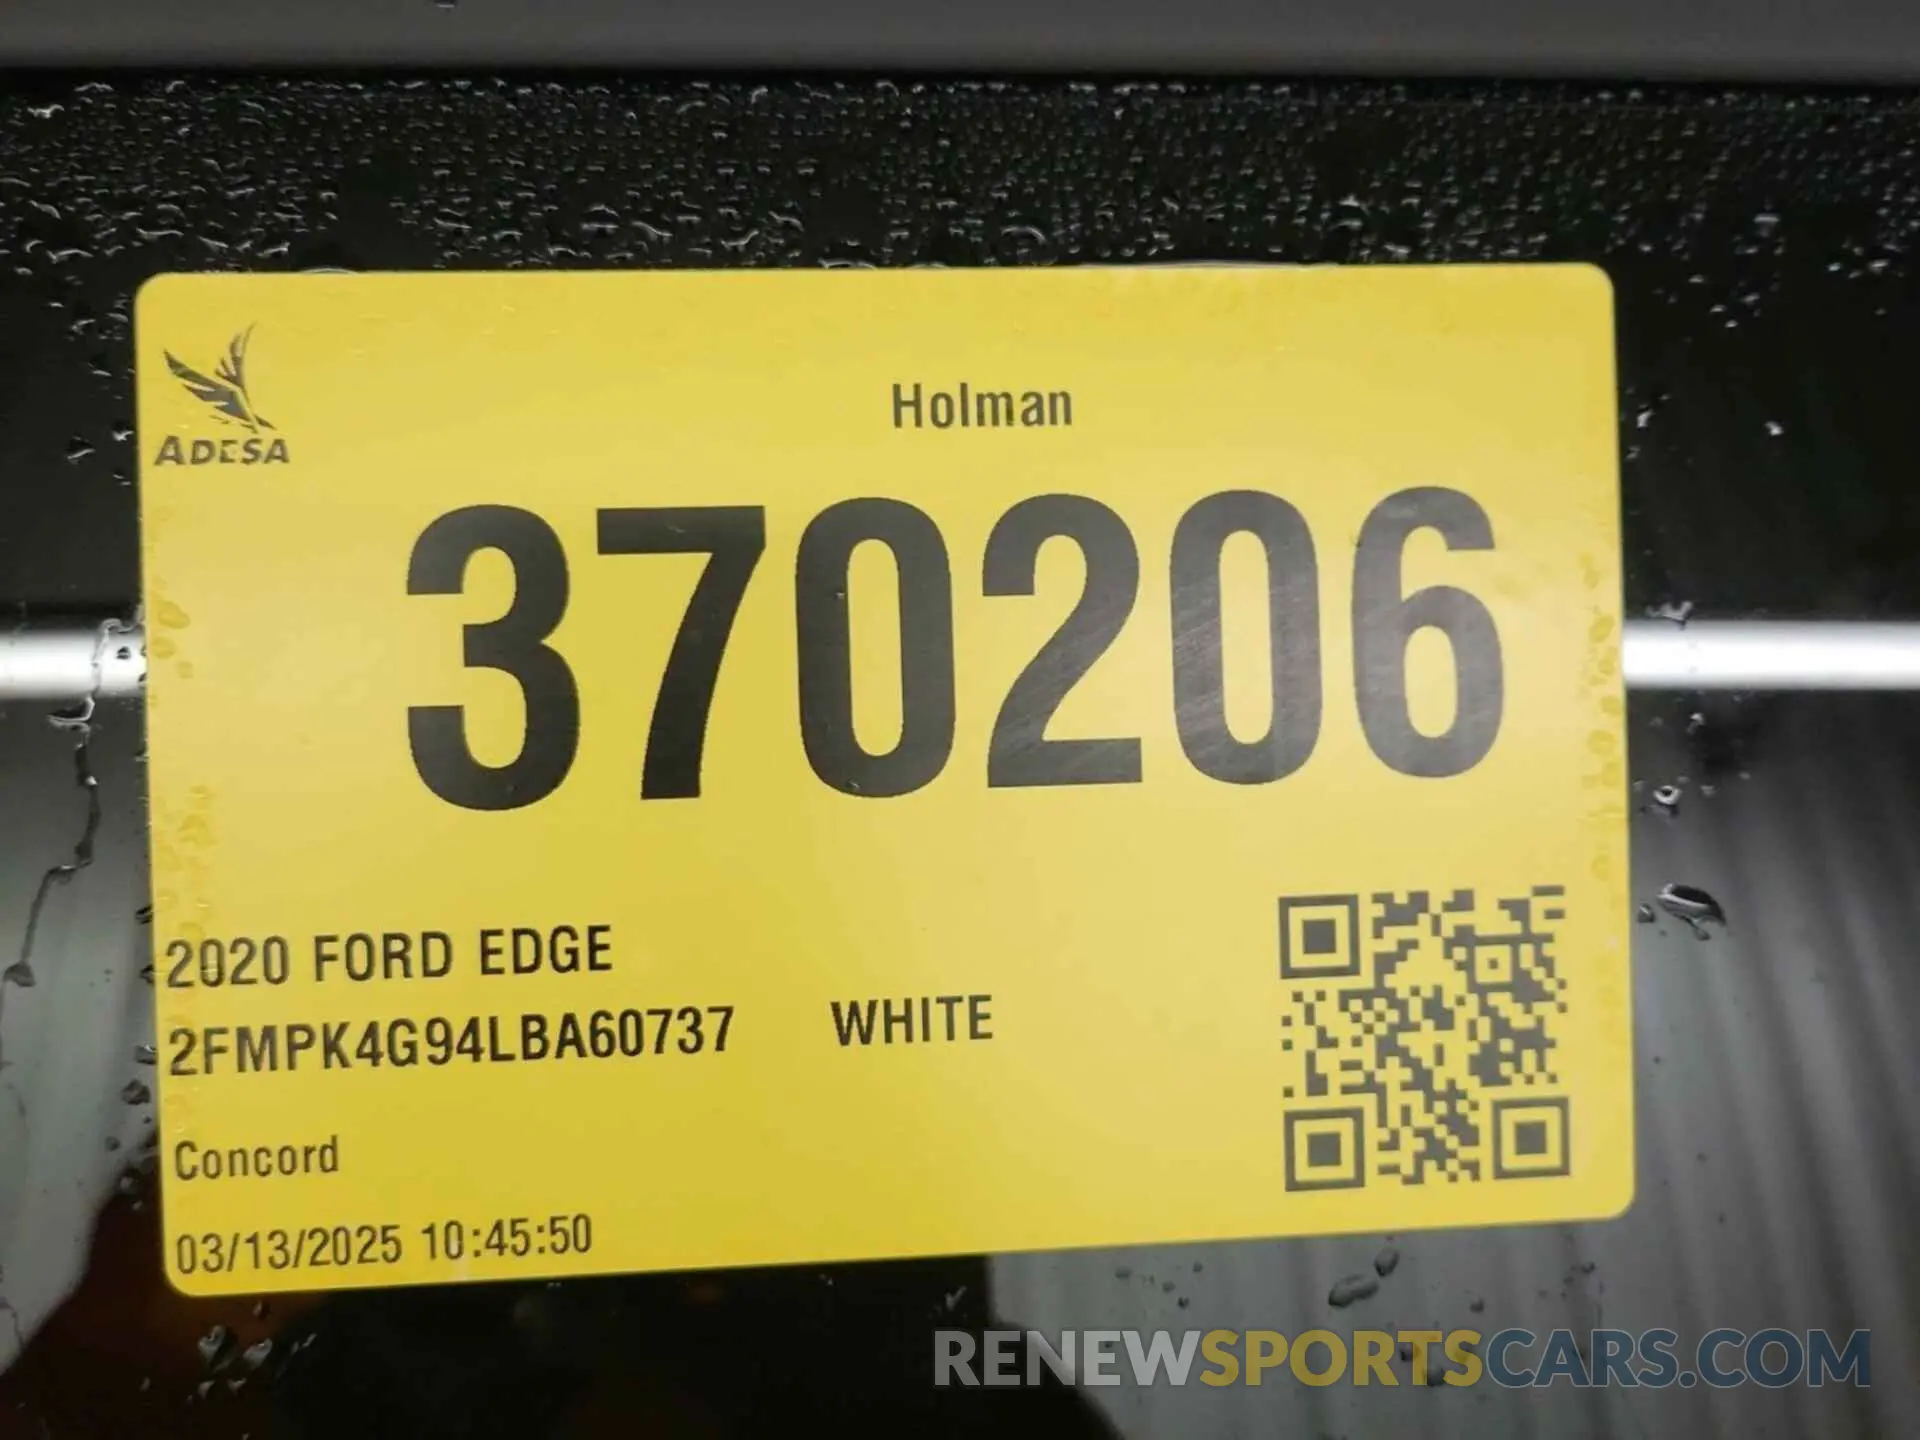 ADESA
Holman
370206
2020 FORD EDGE
2FMPK4G94LBA60737 WHITE
Concord
03/13/2025 10:45:50
RENEWSPORTSCARS.COM